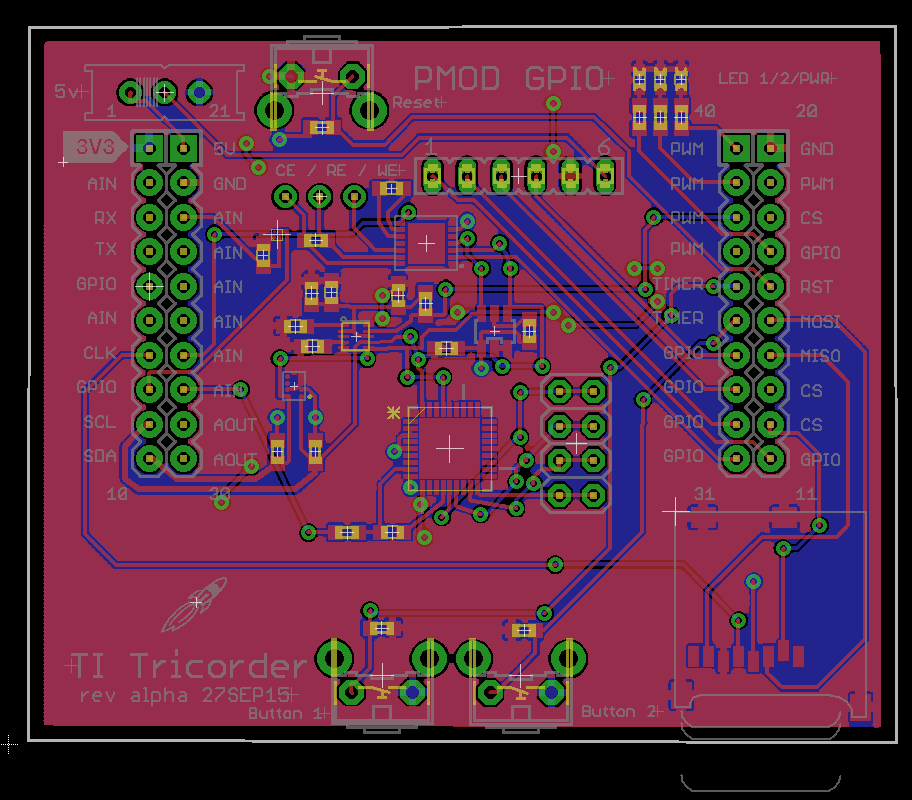 PMOD GPIO
LED 1/2/PWR
5v
1
21
Reset
40
20
3V3
5V
CE / RE / WE
1
6
PWM
GND
AIN
GND
PWM
PWM
RX
AIN
PWM
CS
TX
AIN
PWM
GPIO
GPIO
AIN
TIMER
RST
AIN
AIN
TIMER
MOSI
CLK
AIN
GPIO
MISO
GPIO
AIN
GPIO
CS
SCL
AOUT
GPIO
CS
SDA
AOUT
GPIO
GPIO
10
30
31
11
TI Tricorder
rev alpha 27SEP15
Button 1
Button 2